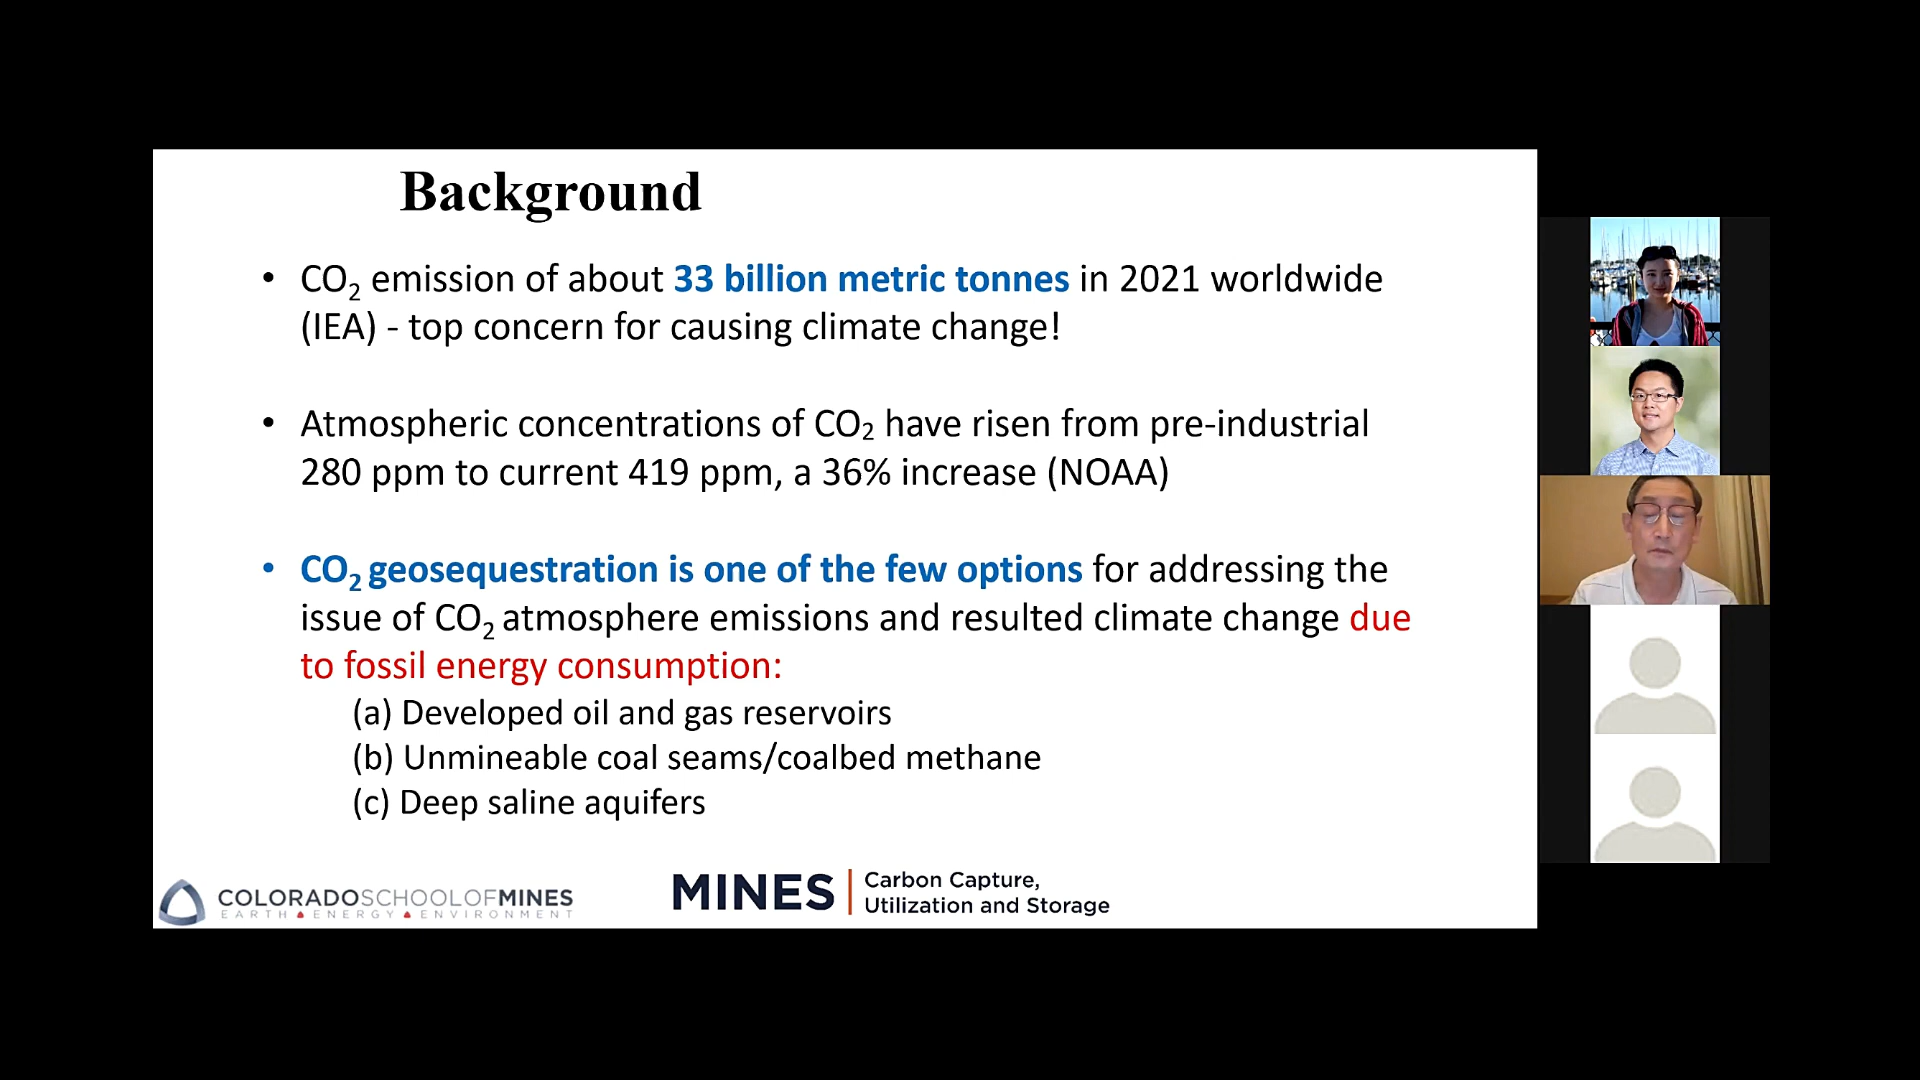 Background
• CO₂ emission of about 33 billion metric tonnes in 2021 worldwide
(IEA) - top concern for causing climate change!
• Atmospheric concentrations of CO₂ have risen from pre-industrial
280 ppm to current 419 ppm, a 36% increase (NOAA)
• CO₂ geosequestration is one of the few options for addressing the
issue of CO₂ atmosphere emissions and resulted climate change due
to fossil energy consumption:
(a) Developed oil and gas reservoirs
(b) Unmineable coal seams/coalbed methane
(c) Deep saline aquifers
COLORADOSCHOOLOFMINES
EARTH ENERGY ENVIRONMENT
MINES
Carbon Capture,
Utilization and Storage